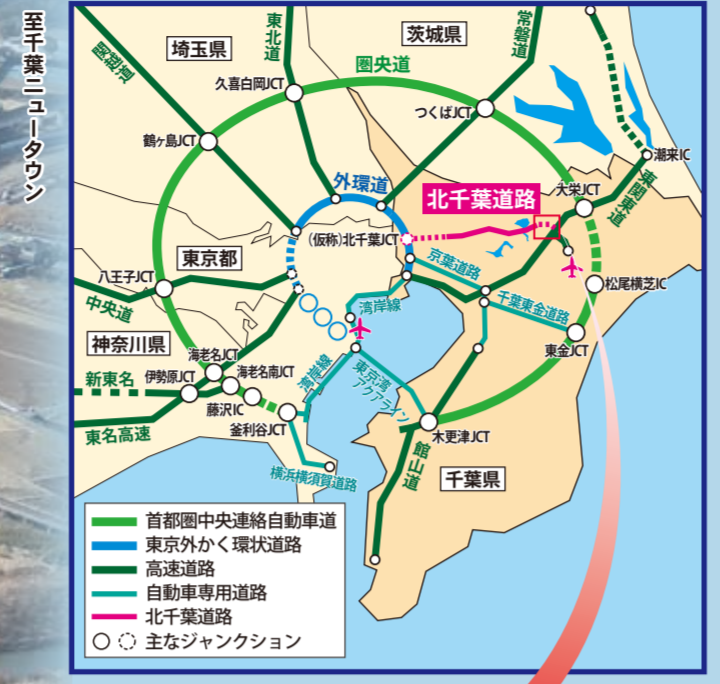 至千葉ニュータウン
埼玉県
東北道
茨城県
常磐道
関越道
圏央道
久喜白岡JCT
つくばJCT
鶴ヶ島JCT
潮来IC
外環道
北千葉道路
大栄JCT
東関東道
(仮称)北千葉JCT
東京都
京葉道路
八王子JCT
松尾横芝IC
中央道
湾岸線
千葉東金道路
神奈川県
海老名JCT
東金JCT
新東名
伊勢原JCT
海老名南JCT
湾岸線
東京湾
アクアライン
藤沢IC
東名高速
釜利谷JCT
木更津JCT
館山道
横浜横須賀道路
千葉県
首都圏中央連絡自動車道
東京外かく環状道路
高速道路
自動車専用道路
北千葉道路
主なジャンクション